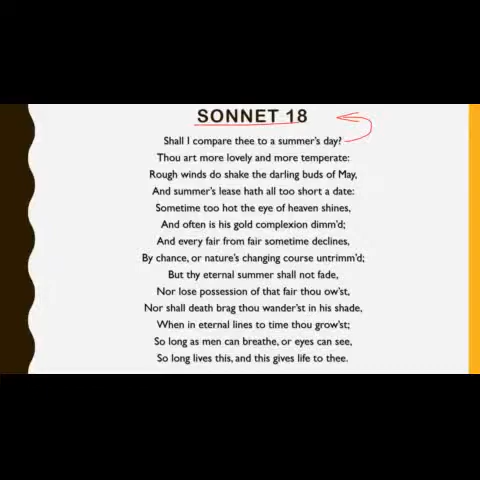 SONNET 18
Shall I compare thee to a summer's day?
Thou art more lovely and more temperate:
Rough winds do shake the darling buds of May,
And summer's lease hath all too short a date:
Sometime too hot the eye of heaven shines,
And often is his gold complexion dimm'd;
And every fair from fair sometime declines,
By chance, or nature's changing course untrimm'd;
But thy eternal summer shall not fade,
Nor lose possession of that fair thou ow'st,
Nor shall death brag thou wander'st in his shade,
When in eternal lines to time thou grow'st;
So long as men can breathe, or eyes can see,
So long lives this, and this gives life to thee.